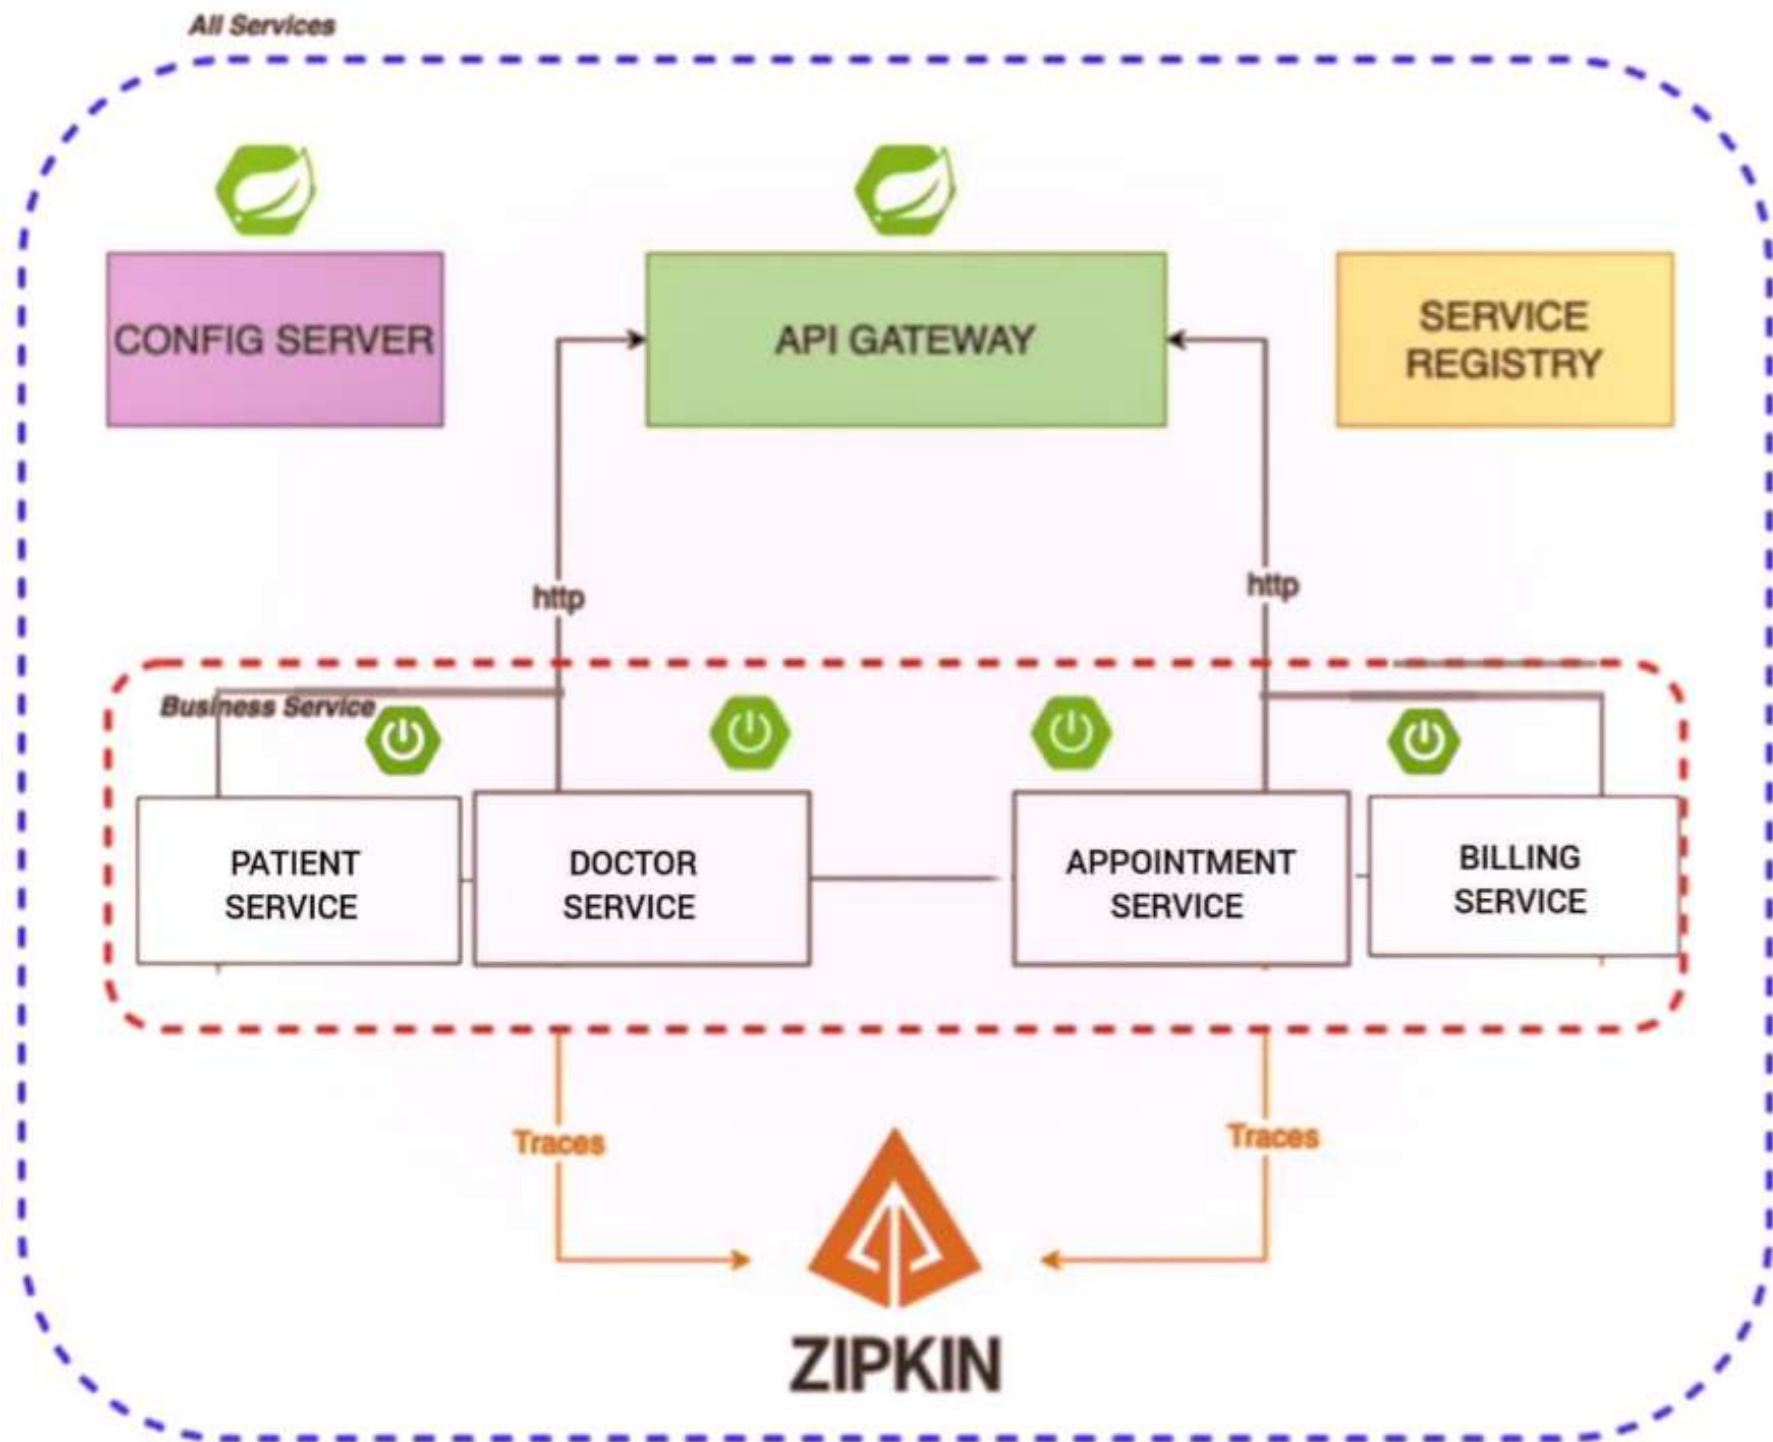 All Services
CONFIG SERVER
API GATEWAY
SERVICE
REGISTRY
http
http
Business Service
PATIENT
SERVICE
DOCTOR
SERVICE
APPOINTMENT
SERVICE
BILLING
SERVICE
Traces
Traces
ZIPKIN